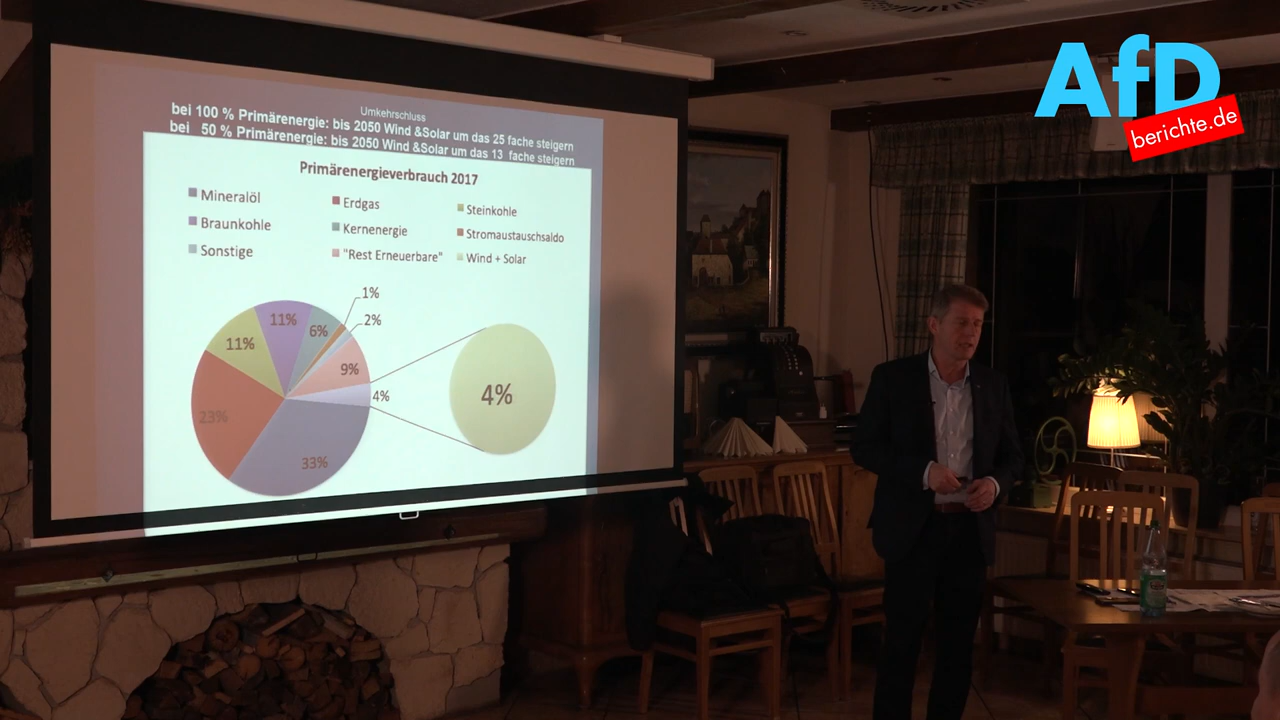 AfD
berichte.de
Umkehrschluss
bei 100 % Primärenergie: bis 2050 Wind &Solar um das 25 fache steigern
bei 50 % Primärenergie: bis 2050 Wind &Solar um das 13 fache steigern
Primärenergieverbrauch 2017
Mineralöl Erdgas Steinkohle
Braunkohle Kernenergie Stromaustauschsaldo
Sonstige "Rest Erneuerbare" Wind + Solar
1%
2%
11%
6%
11%
9%
4%
4%
23%
33%